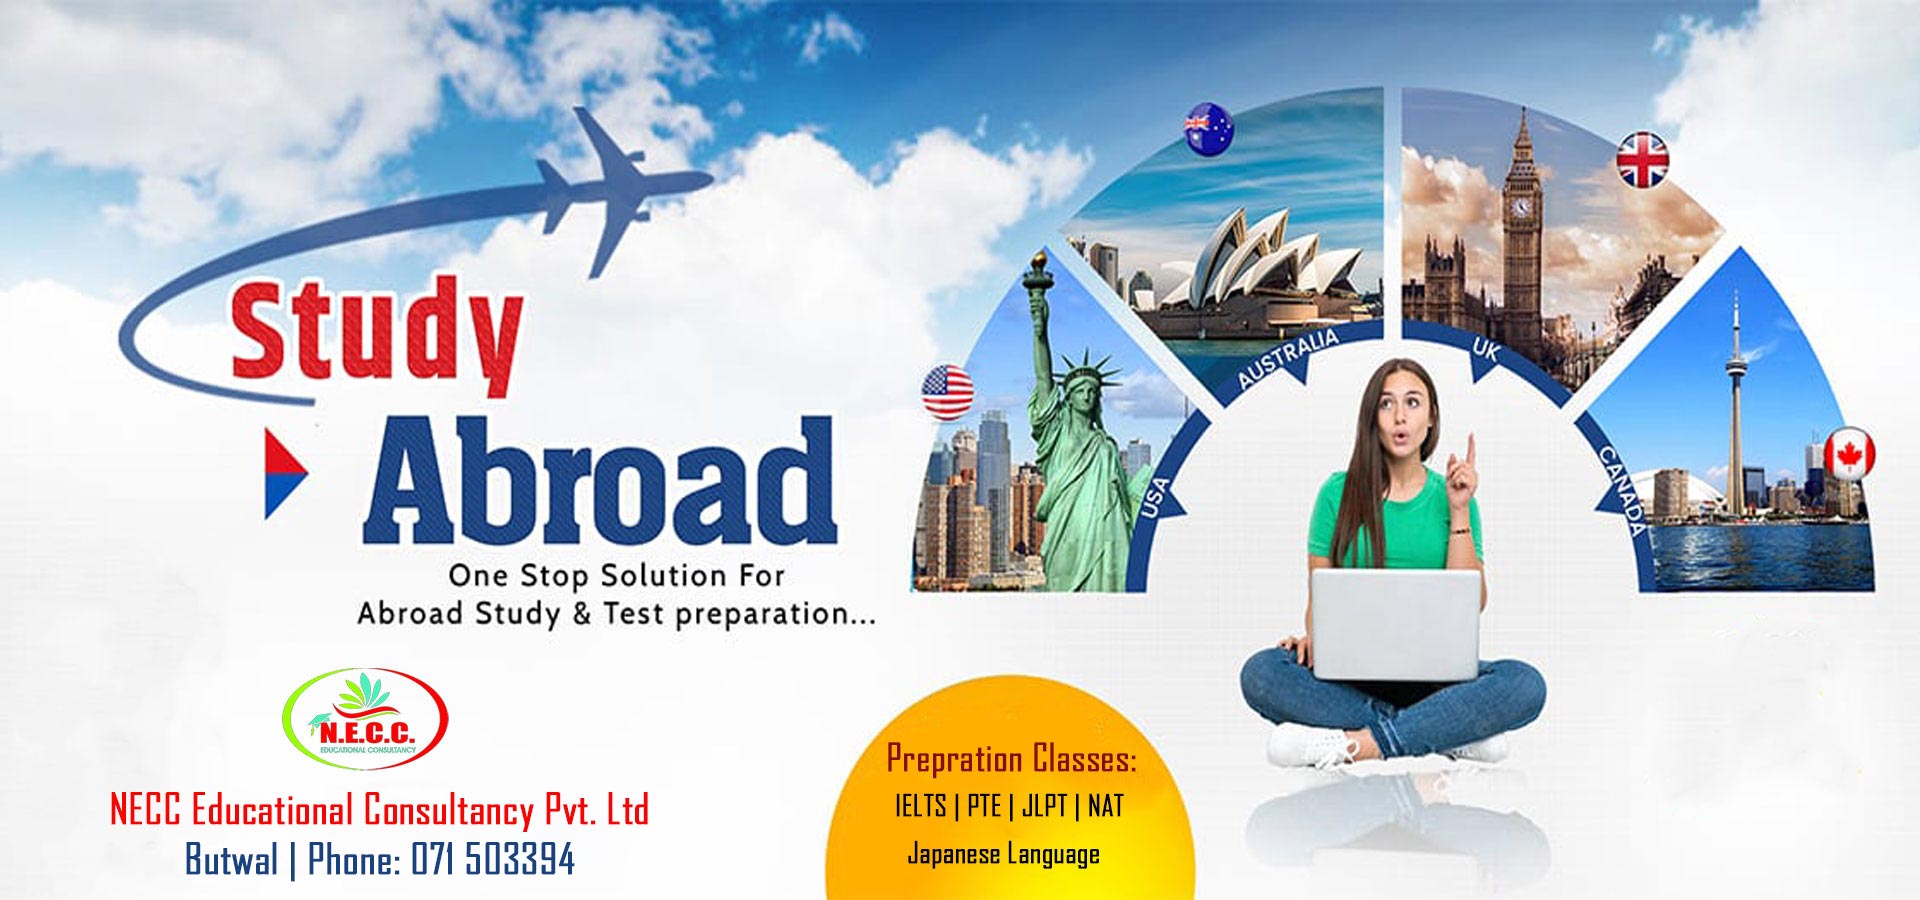 Study
Abroad
One Stop Solution For
Abroad Study & Test preparation...
USA
AUSTRALIA
UK
CANADA
N.E.C.C.
EDUCATIONAL CONSULTANCY
NECC Educational Consultancy Pvt. Ltd
Butwal | Phone: 071 503394
Prepration Classes:
IELTS | PTE | JLPT | NAT
Japanese Language